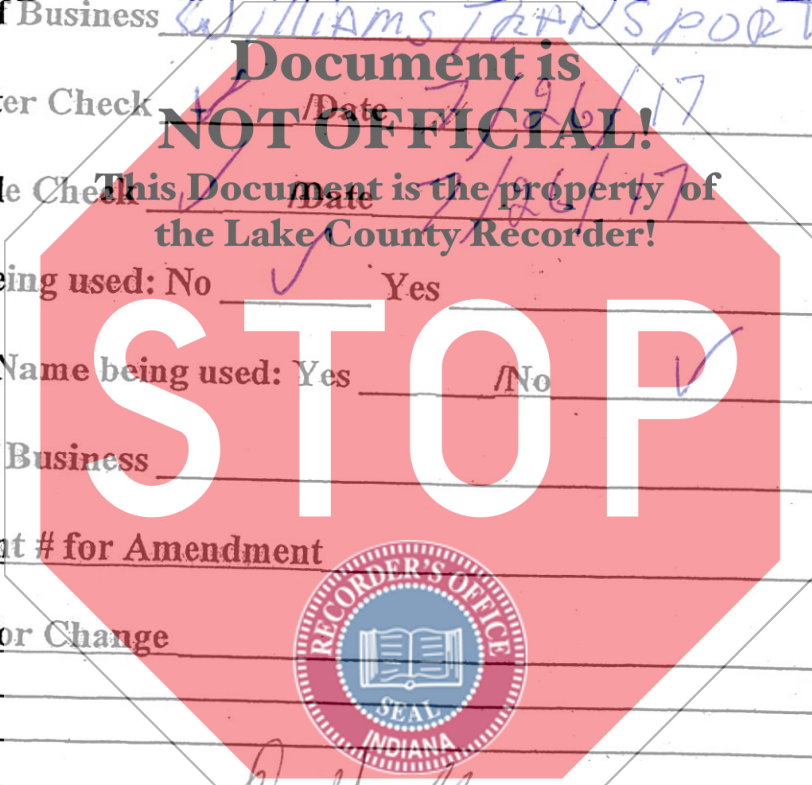 f Business WILLIAMS TRANSPORT
Document is
ter Check ✓ /Date 7/26/17
NOT OFFICIAL!
le Check ✓ /Date 7/26/17
This Document is the property of
the Lake County Recorder!
eing used: No ✓ Yes
STOP
Name being used: Yes /No ✓
Business
nt # for Amendment
RECORDER'S OFFICE
or Change
SEAL
INDIANA